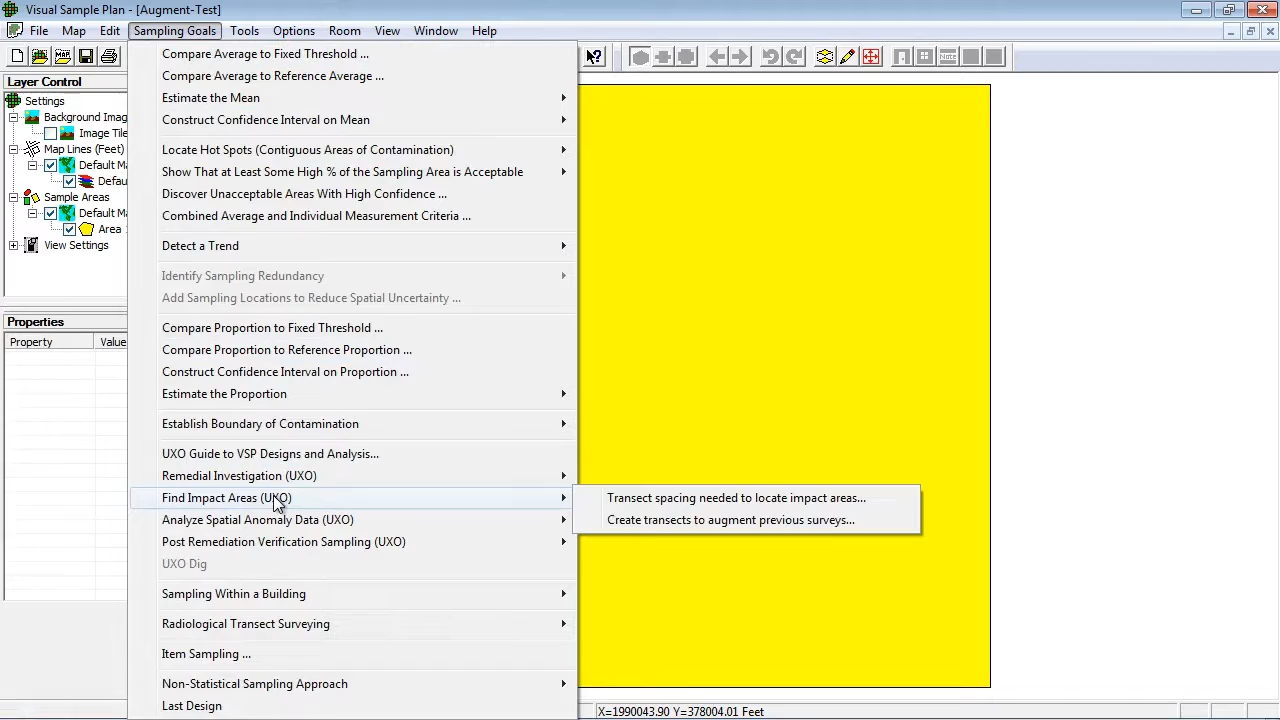 Visual Sample Plan - [Augment-Test]
File Map Edit Sampling Goals Tools Options Room View Window Help
Note
Layer Control
Settings
Background Imag
Image Tile
Map Lines (Feet)
Default Ma
Defau
Sample Areas
Default Ma
Area
View Settings
Properties
Property Value
Compare Average to Fixed Threshold ...
Compare Average to Reference Average ...
Estimate the Mean
Construct Confidence Interval on Mean
Locate Hot Spots (Contiguous Areas of Contamination)
Show That at Least Some High % of the Sampling Area is Acceptable
Discover Unacceptable Areas With High Confidence ...
Combined Average and Individual Measurement Criteria ...
Detect a Trend
Identify Sampling Redundancy
Add Sampling Locations to Reduce Spatial Uncertainty ...
Compare Proportion to Fixed Threshold ...
Compare Proportion to Reference Proportion ...
Construct Confidence Interval on Proportion ...
Estimate the Proportion
Establish Boundary of Contamination
UXO Guide to VSP Designs and Analysis...
Remedial Investigation (UXO)
Find Impact Areas (UXO)
Analyze Spatial Anomaly Data (UXO)
Post Remediation Verification Sampling (UXO)
UXO Dig
Sampling Within a Building
Radiological Transect Surveying
Item Sampling ...
Non-Statistical Sampling Approach
Last Design
Transect spacing needed to locate impact areas...
Create transects to augment previous surveys...
X=1990043.90 Y=378004.01 Feet